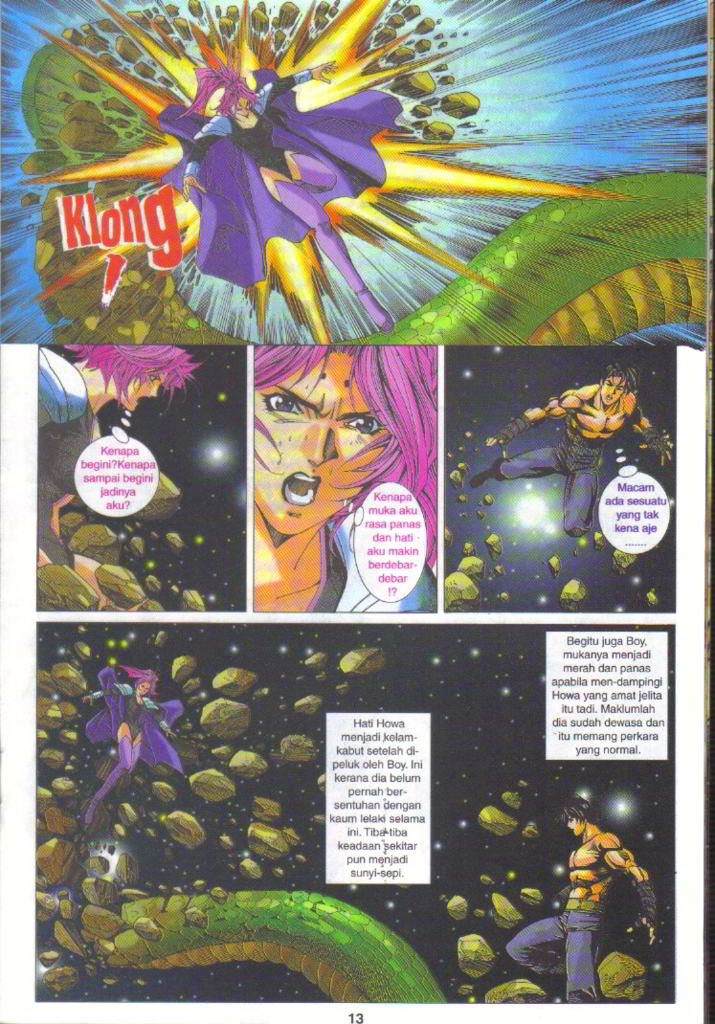 Klong
!
Kenapa
begini?Kenapa
sampai begini
jadinya
aku?
Kenapa
muka aku
rasa panas
dan hati
aku makin
berdebar-
debar
!?
Macam
ada sesuatu
yang tak
kena aje
.......
Begitu juga Boy,
mukanya menjadi
merah dan panas
apabila men-dampingi
Howa yang amat jelita
itu tadi. Maklumlah
dia sudah dewasa dan
itu memang perkara
yang normal.
Hati Howa
menjadi kelam-
kabut setelah di-
peluk oleh Boy. Ini
kerana dia belum
pernah ber-
sentuhan dengan
kaum lelaki selama
ini. Tiba-tiba
keadaan sekitar
pun menjadi
sunyi-sepi.
13